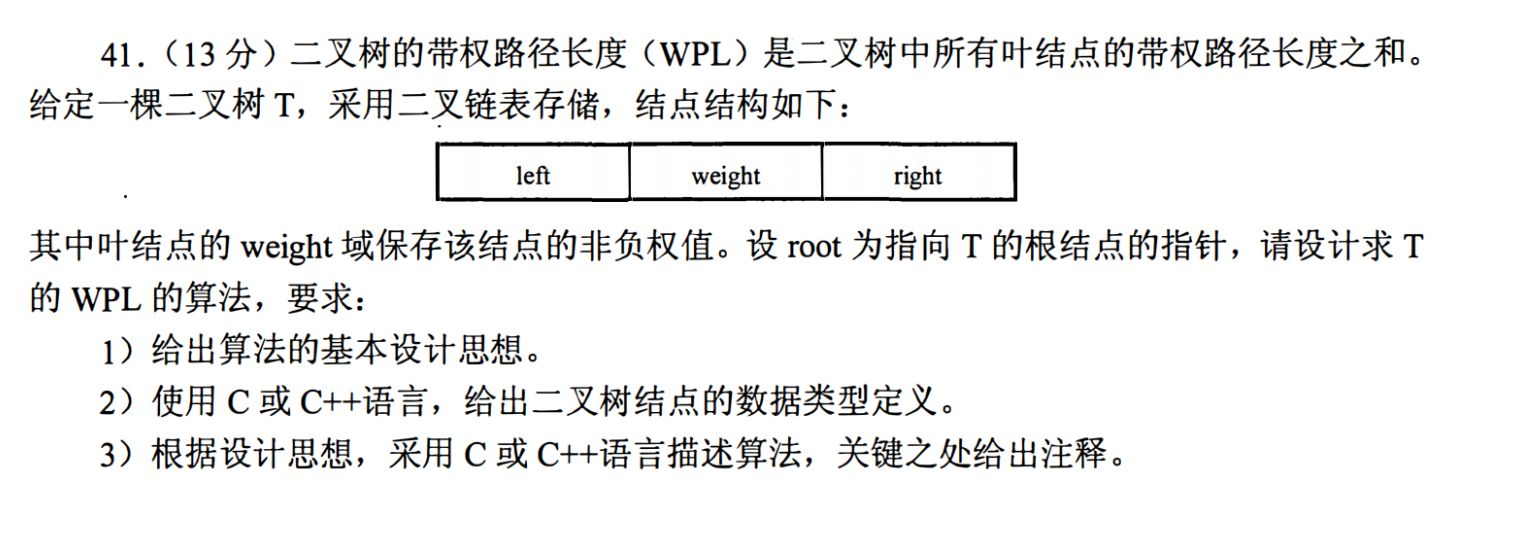 41.（13 分）二叉树的带权路径长度（WPL）是二叉树中所有叶结点的带权路径长度之和。
给定一棵二叉树 T，采用二叉链表存储，结点结构如下：
left weight right
其中叶结点的 weight 域保存该结点的非负权值。设 root 为指向 T 的根结点的指针，请设计求 T
的 WPL 的算法，要求：
1）给出算法的基本设计思想。
2）使用 C 或 C++语言，给出二叉树结点的数据类型定义。
3）根据设计思想，采用 C 或 C++语言描述算法，关键之处给出注释。